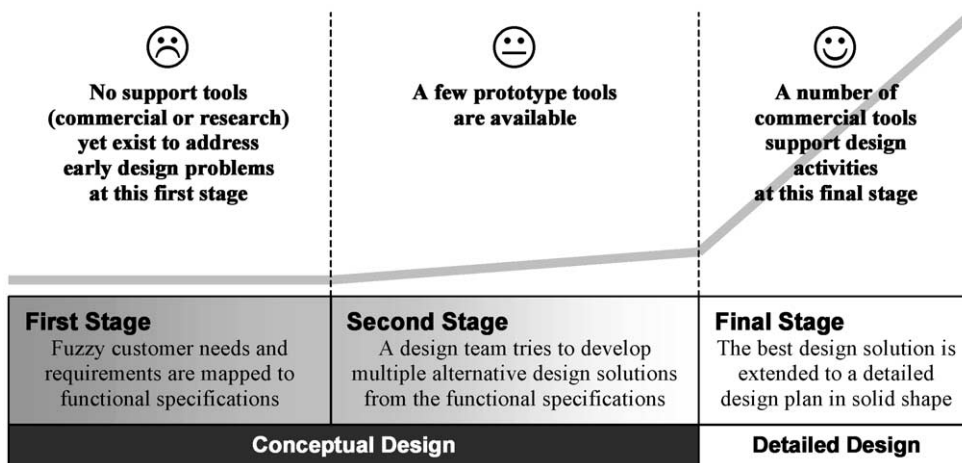 No support tools
(commercial or research)
yet exist to address
early design problems
at this first stage
A few prototype tools
are available
A number of
commercial tools
support design
activities
at this final stage
First Stage
Fuzzy customer needs and
requirements are mapped to
functional specifications
Second Stage
A design team tries to develop
multiple alternative design solutions
from the functional specifications
Final Stage
The best design solution is
extended to a detailed
design plan in solid shape
Conceptual Design
Detailed Design